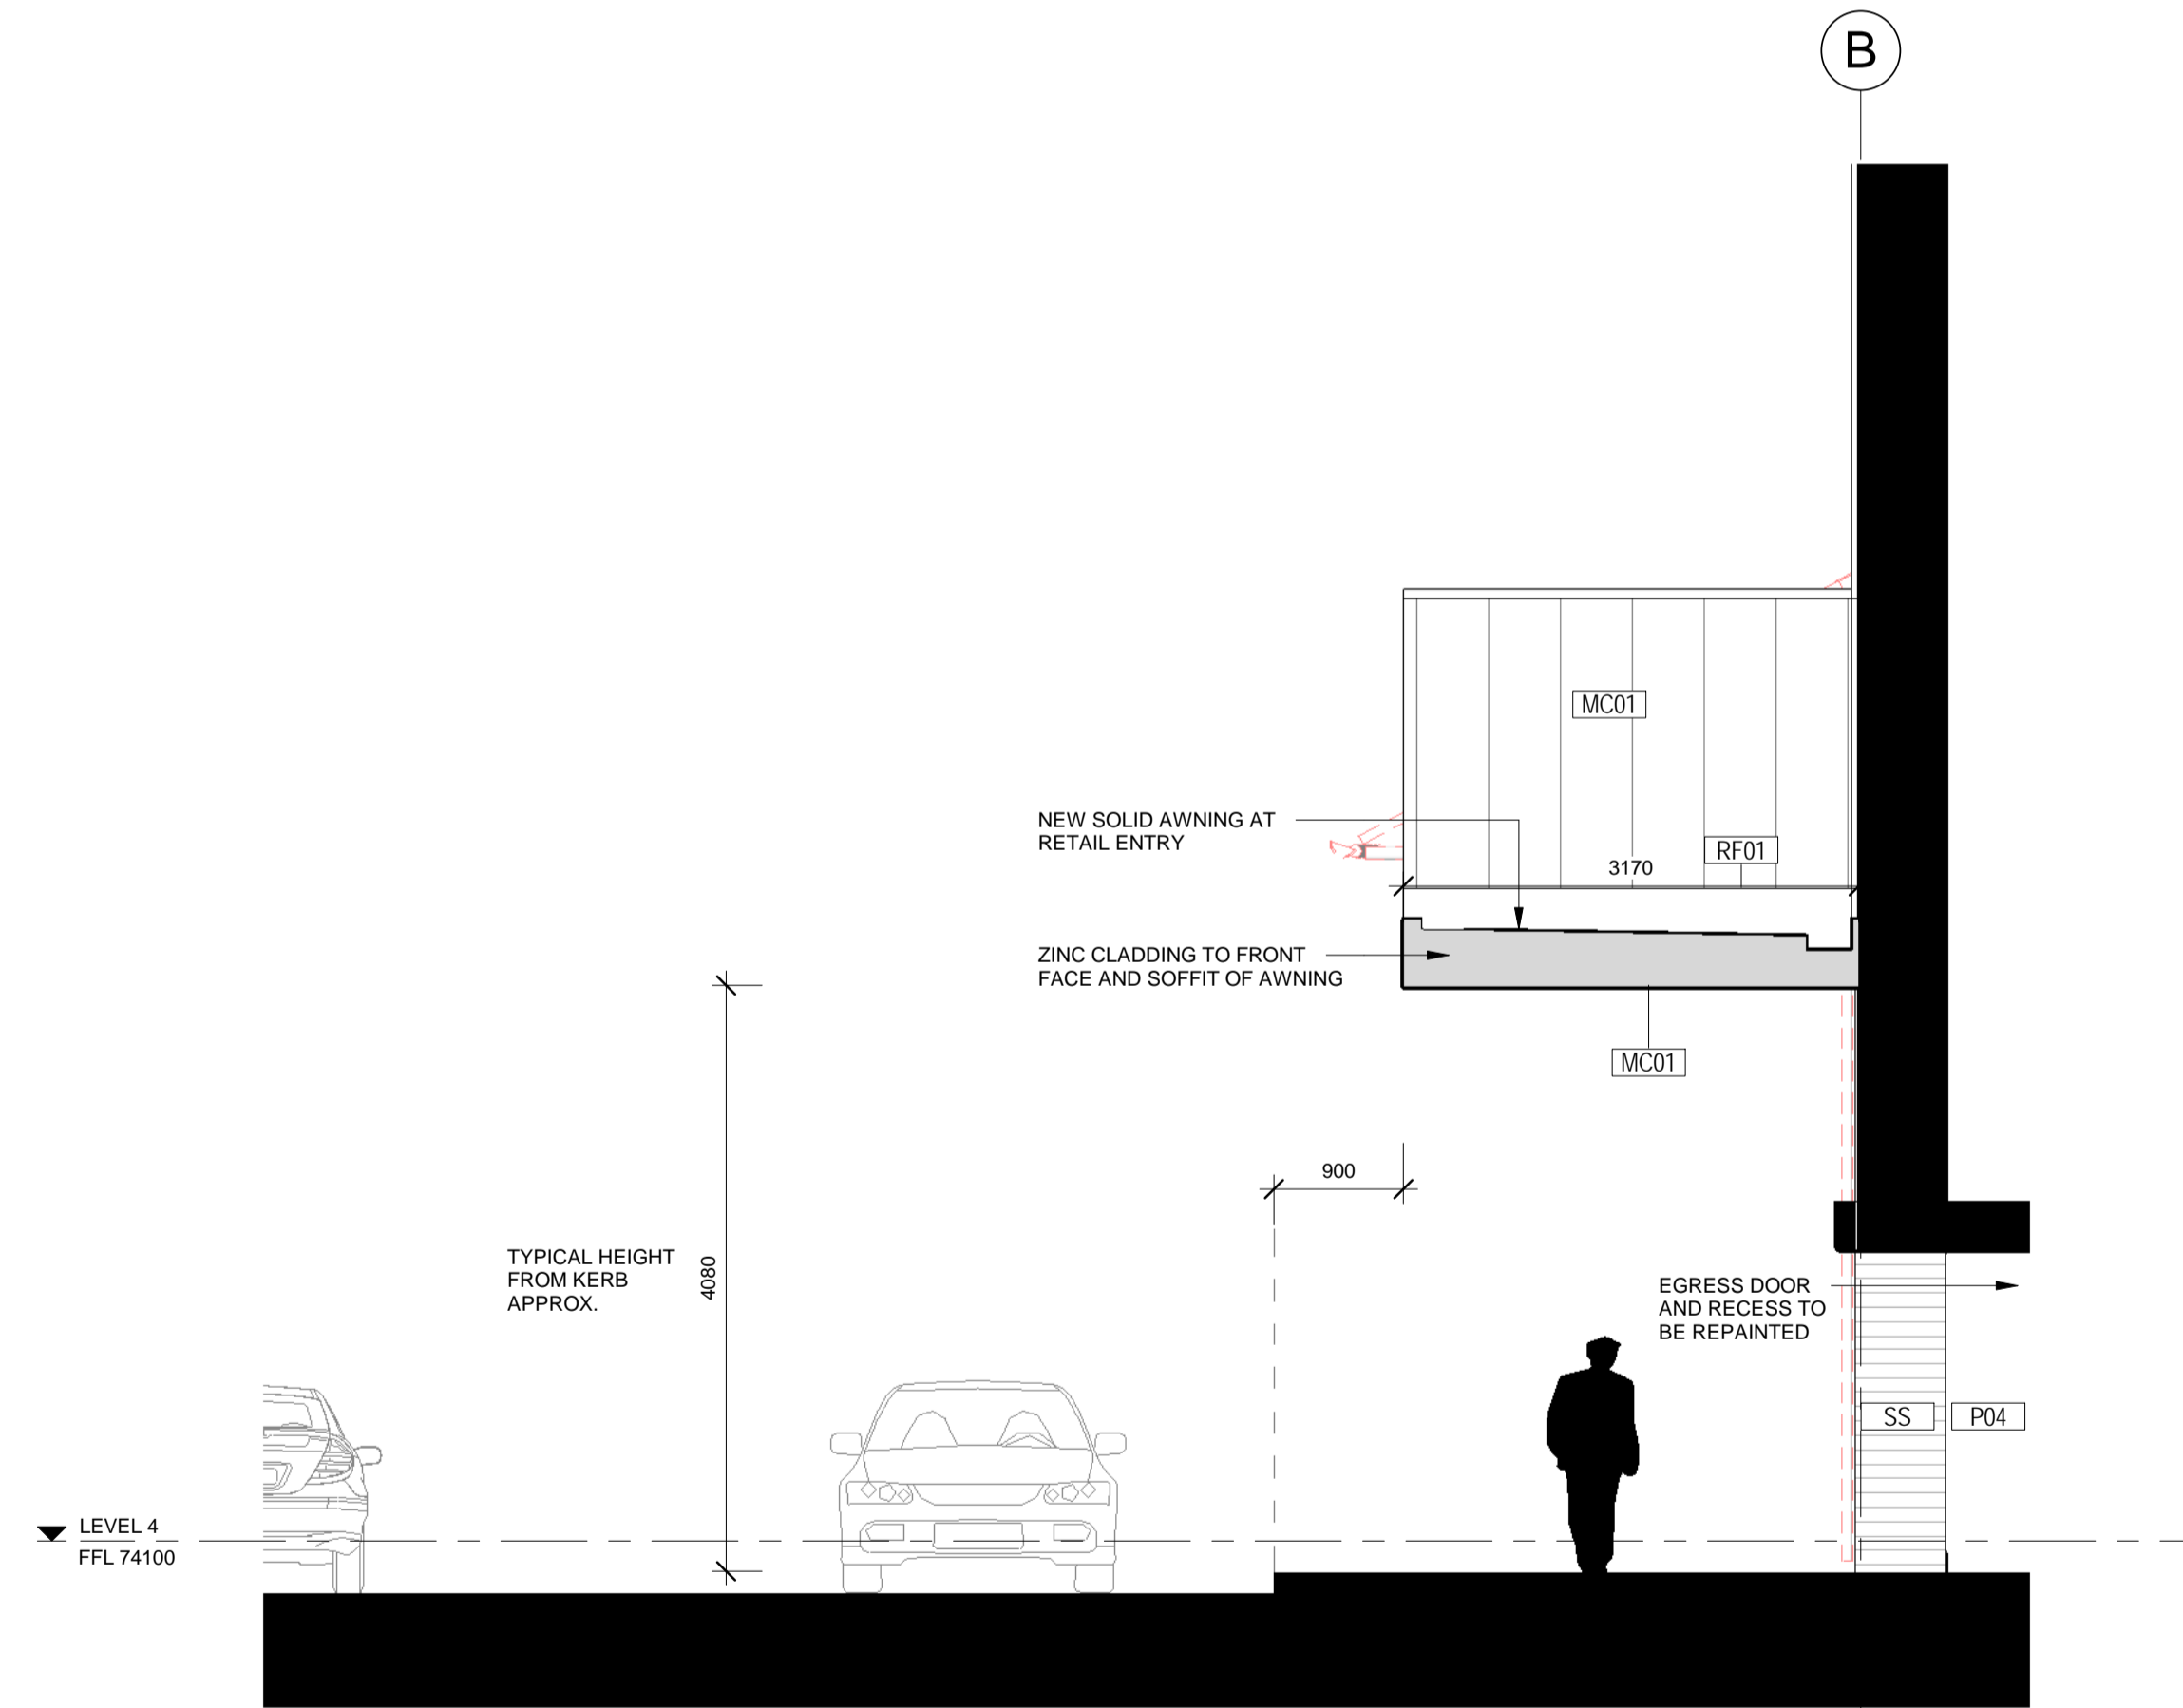 B
MC01
NEW SOLID AWNING AT
RETAIL ENTRY
RF01
3170
ZINC CLADDING TO FRONT
FACE AND SOFFIT OF AWNING
MC01
900
TYPICAL HEIGHT
FROM KERB
APPROX.
4080
EGRESS DOOR
AND RECESS TO
BE REPAINTED
SS
P04
LEVEL 4
FFL 74100